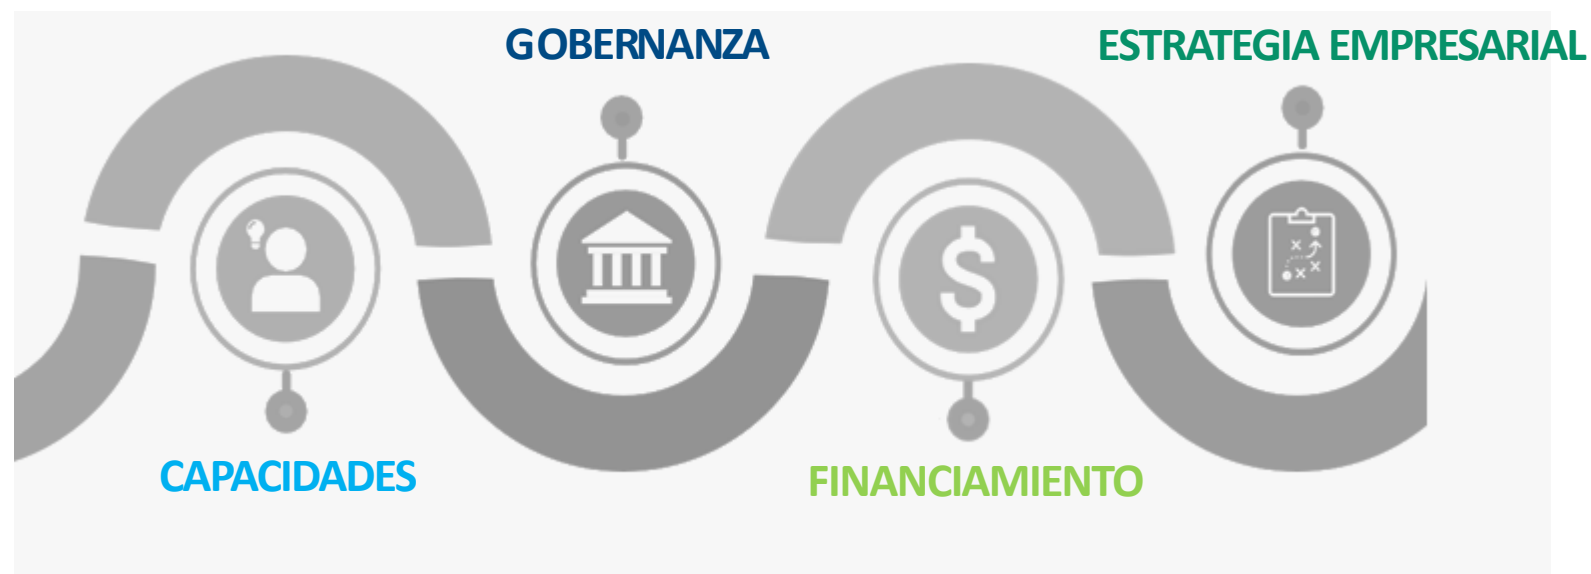 GOBERNANZA
ESTRATEGIA EMPRESARIAL
CAPACIDADES
FINANCIAMIENTO